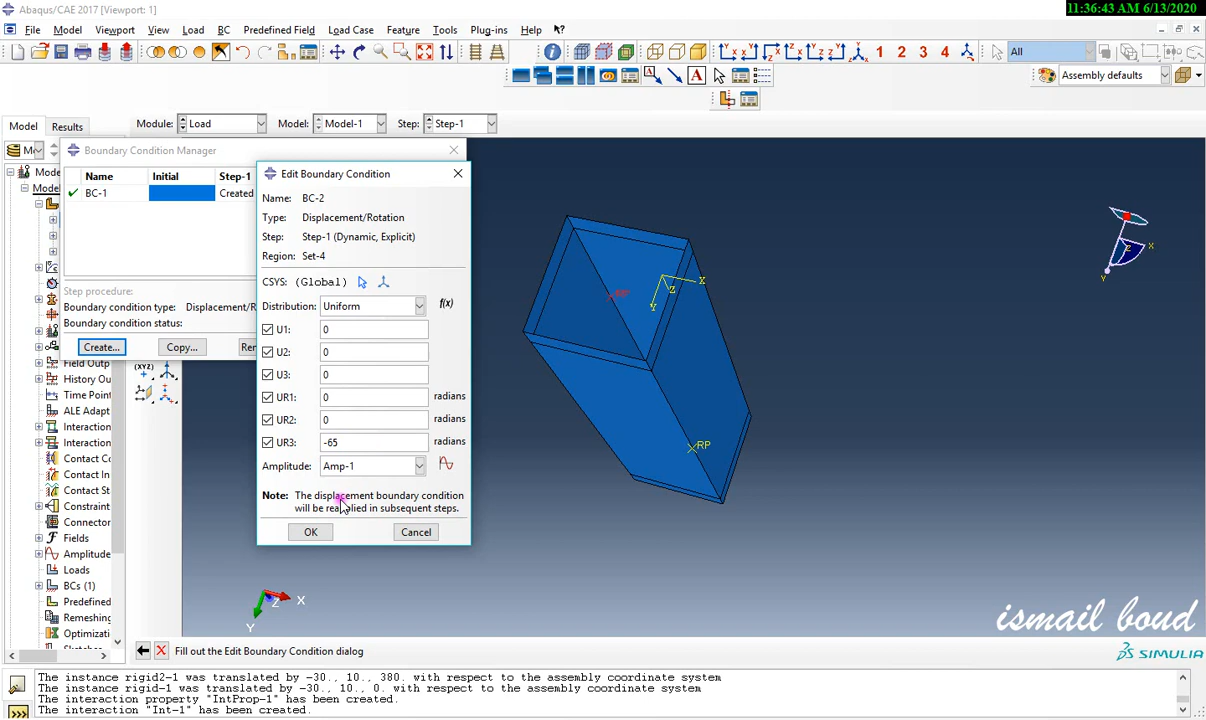 Abaqus/CAE 2017 [Viewport: 1]
11:36:43 AM 6/13/2020
File Model Viewport View Load BC Predefined Field Load Case Feature Tools Plug-ins Help
1 2 3 4 All
Assembly defaults
Model Results Module: Load Model: Model-1 Step: Step-1
Boundary Condition Manager
Name Initial Step-1
BC-1 Created
Step procedure:
Boundary condition type: Displacement/R
Boundary condition status:
Create... Copy... Re
Edit Boundary Condition
Name: BC-2
Type: Displacement/Rotation
Step: Step-1 (Dynamic, Explicit)
Region: Set-4
CSYS: (Global)
Distribution: Uniform f(x)
U1: 0
U2: 0
U3: 0
UR1: 0 radians
UR2: 0 radians
UR3: -65 radians
Amplitude: Amp-1
Note: The displacement boundary condition
will be reapplied in subsequent steps.
OK Cancel
Mode
Model
Field Outp
History Ou
Time Point
ALE Adapt
Interaction
Interaction
Contact Co
Contact In
Contact St
Constraint
Connector
Fields
Amplitude
Loads
BCs (1)
Predefined
Remeshing
Optimizati
Sketches
(XYZ)
RP
X
Y
Z
RP
X
Y
Z
X
Y
Z
ismail boud
SIMULIA
Fill out the Edit Boundary Condition dialog
The instance rigid2-1 was translated by -30., 10., 380. with respect to the assembly coordinate system
The instance rigid-1 was translated by -30., 10., 0. with respect to the assembly coordinate system
The interaction property "IntProp-1" has been created.
The interaction "Int-1" has been created.
>>>